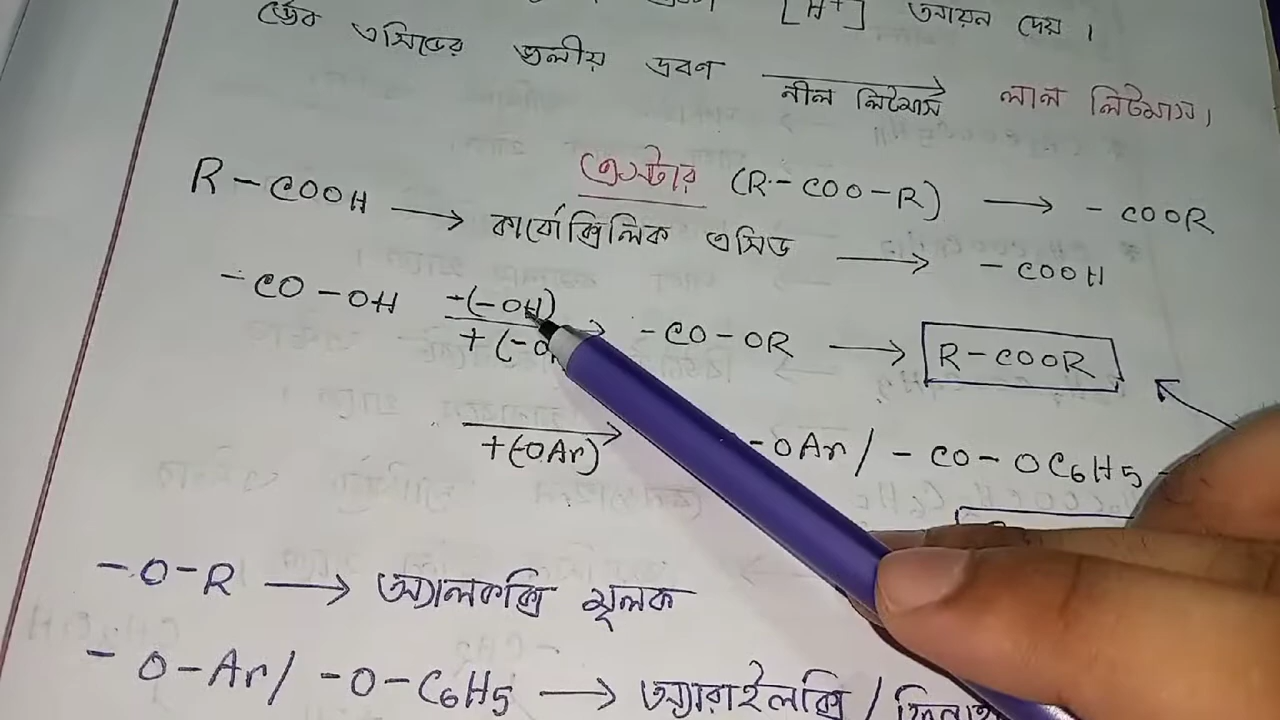 [H⁺] আয়ন দেয়।
এসিডের জলীয় দ্রবণ নীল লিটমাস → লাল লিটমাস।
এস্টার (R-COO-R) → -COOR
R-COOH → কার্বোক্সিলিক এসিড → -COOH
-CO-OH -(-OH) → -CO-OR → R-COOR
+(-OAr) → -OAr / -CO-OC6H5
-O-R → অ্যালকক্সি মূলক
-O-Ar/ -O-C6H5 → অ্যারাইলক্সি /